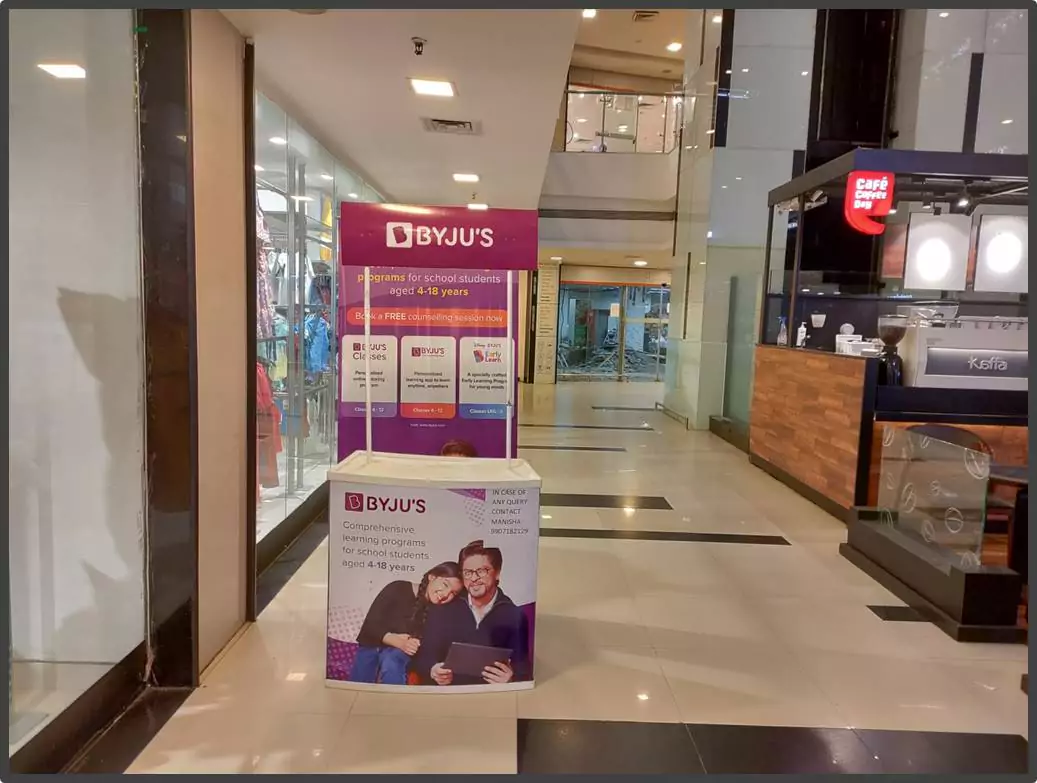 BYJU'S
programs for school students
aged 4-18 years
Book a FREE counselling session now
BYJU'S
Classes
Personalised
online tutoring
program
Classes 4 - 12
BYJU'S
Personalised
learning app to learn
anytime, anywhere
Classes 4 - 12
Disney BYJU'S
Early
Learn
A specially crafted
Early Learning Progra
for young minds
Classes LKG - 3
BYJU'S
Comprehensive
learning programs
for school students
aged 4-18 years
IN CASE OF
ANY QUERY
CONTACT
MANISHA
9907182129
Café
Coffee
Day
Kaffa